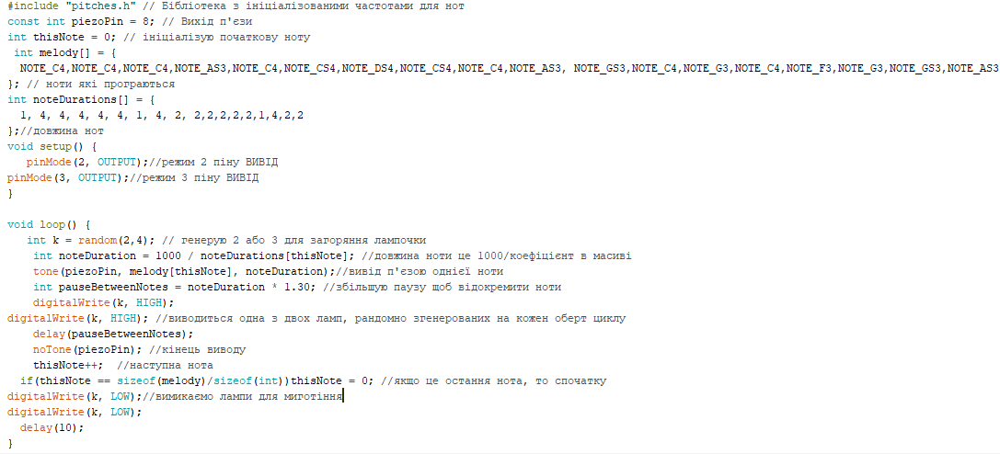 #include "pitches.h" // Бібліотека з ініціалізованими частотами для нот
const int piezoPin = 8; // Вихід п'єзи
int thisNote = 0; // ініціалізую початкову ноту
int melody[] = {
NOTE_C4,NOTE_C4,NOTE_C4,NOTE_AS3,NOTE_C4,NOTE_CS4,NOTE_DS4,NOTE_CS4,NOTE_C4,NOTE_AS3, NOTE_GS3,NOTE_C4,NOTE_G3,NOTE_C4,NOTE_F3,NOTE_G3,NOTE_GS3,NOTE_AS3
}; // ноти які програються
int noteDurations[] = {
1, 4, 4, 4, 4, 4, 1, 4, 2, 2,2,2,2,2,1,4,2,2
};//довжина нот
void setup() {
pinMode(2, OUTPUT);//режим 2 піну ВИВІД
pinMode(3, OUTPUT);//режим 3 піну ВИВІД
}
void loop() {
int k = random(2,4); // генерую 2 або 3 для загоряння лампочки
int noteDuration = 1000 / noteDurations[thisNote]; //довжина ноти це 1000/коефіцієнт в масиві
tone(piezoPin, melody[thisNote], noteDuration);//вивід п'єзою однієї ноти
int pauseBetweenNotes = noteDuration * 1.30; //збільшую паузу щоб відокремити ноти
digitalWrite(k, HIGH);
digitalWrite(k, HIGH); //виводиться одна з двох ламп, рандомно згенерованих на кожен оберт циклу
delay(pauseBetweenNotes);
noTone(piezoPin); //кінець виводу
thisNote++; //наступна нота
if(thisNote == sizeof(melody)/sizeof(int))thisNote = 0; //якщо це остання нота, то спочатку
digitalWrite(k, LOW);//вимикаємо лампи для миготіння
digitalWrite(k, LOW);
delay(10);
}